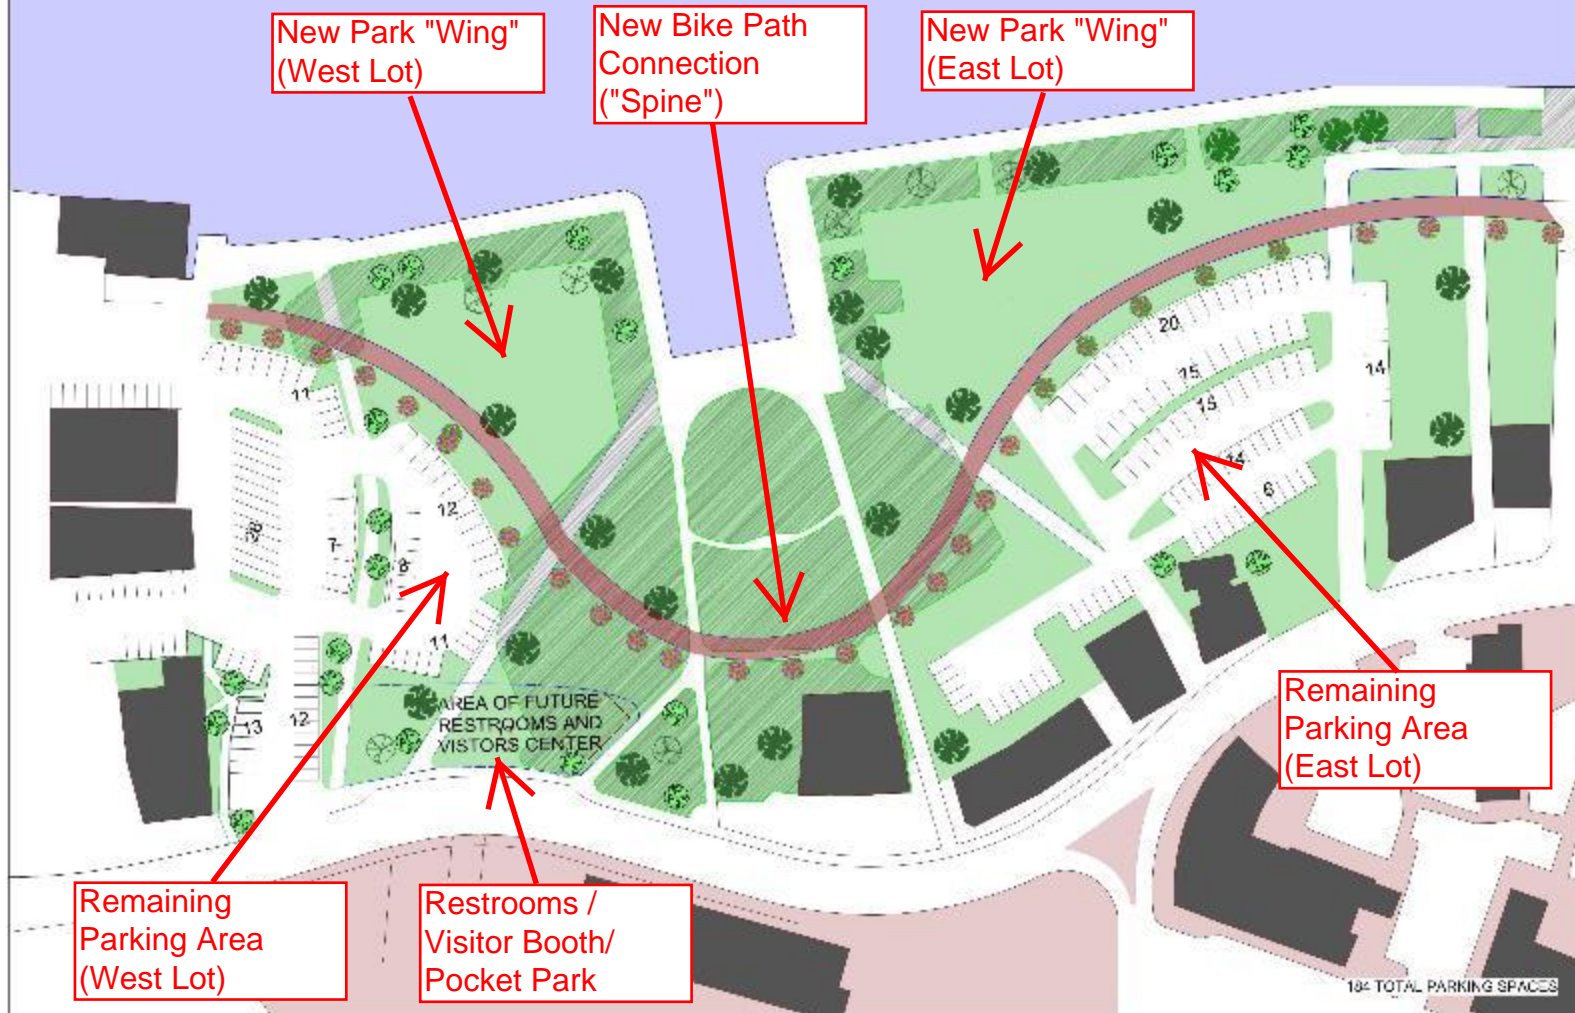 New Park "Wing"
(West Lot)
New Bike Path
Connection
("Spine")
New Park "Wing"
(East Lot)
20
15
15
14
14
6
11
12
7
8
11
13
12
AREA OF FUTURE
RESTROOMS AND
VISTORS CENTER
Remaining
Parking Area
(East Lot)
Remaining
Parking Area
(West Lot)
Restrooms /
Visitor Booth/
Pocket Park
184 TOTAL PARKING SPACES